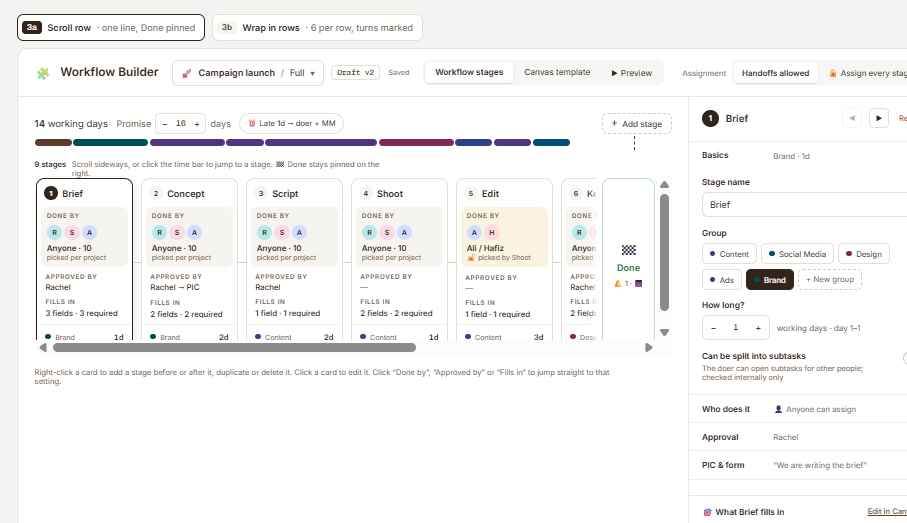 3a Scroll row · one line, Done pinned
3b Wrap in rows · 6 per row, turns marked
Workflow Builder
Campaign launch / Full ▾
Draft v2
Saved
Workflow stages
Canvas template
▶ Preview
Assignment
Handoffs allowed
Assign every stag
14 working days
Promise − 16 + days
Late 1d → doer + MM
+ Add stage
9 stages Scroll sideways, or click the time bar to jump to a stage. Done stays pinned on the
right.
1 Brief
DONE BY
R S A
Anyone · 10
picked per project
APPROVED BY
Rachel
FILLS IN
3 fields · 3 required
Brand 1d
2 Concept
DONE BY
R S A
Anyone · 10
picked per project
APPROVED BY
Rachel → PIC
FILLS IN
2 fields · 2 required
Brand 2d
3 Script
DONE BY
R S A
Anyone · 10
picked per project
APPROVED BY
Rachel
FILLS IN
1 field · 1 required
Content 2d
4 Shoot
DONE BY
R S A
Anyone · 10
picked per project
APPROVED BY
—
FILLS IN
2 fields · 2 required
Content 1d
5 Edit
DONE BY
A H
Ali / Hafiz
picked by Shoot
APPROVED BY
—
FILLS IN
1 field · 1 required
Content 3d
6
DONE B
R S
Anyon
picked
APPRO
Rachel
FILLS I
2 fields
Done
1 ·
Right-click a card to add a stage before or after it, duplicate or delete it. Click a card to edit it. Click "Done by", "Approved by" or "Fills in" to jump straight to that
setting.
1 Brief
◀ ▶ Re
Basics Brand · 1d
Stage name
Brief
Group
Content
Social Media
Design
Ads
Brand
+ New group
How long?
− 1 + working days · day 1–1
Can be split into subtasks
The doer can open subtasks for other people;
checked internally only
Who does it Anyone can assign
Approval Rachel
PIC & form "We are writing the brief"
What Brief fills in
Edit in Can